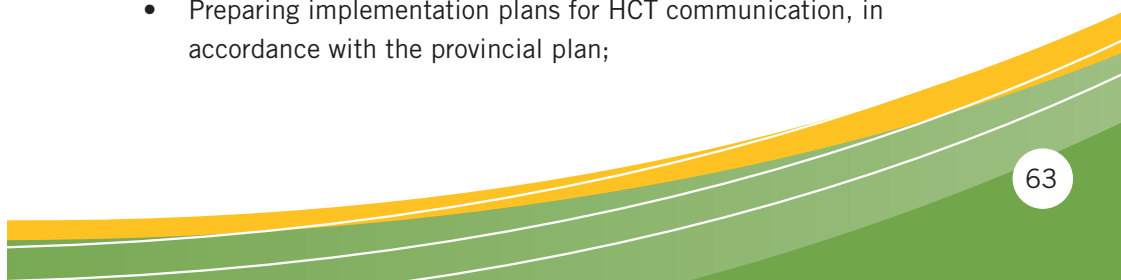 • Preparing implementation plans for HCT communication, in
accordance with the provincial plan;
63